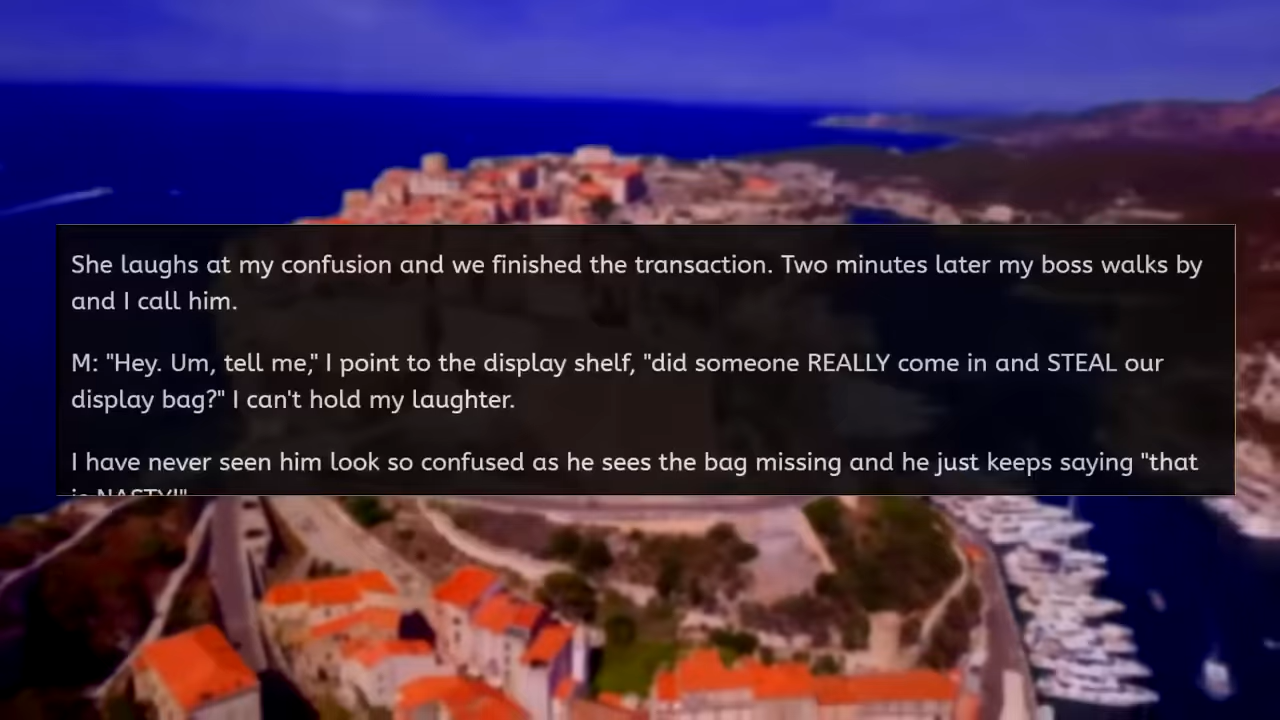 She laughs at my confusion and we finished the transaction. Two minutes later my boss walks by
and I call him.
M: "Hey. Um, tell me," I point to the display shelf, "did someone REALLY come in and STEAL our
display bag?" I can't hold my laughter.
I have never seen him look so confused as he sees the bag missing and he just keeps saying "that
is NASTY!"